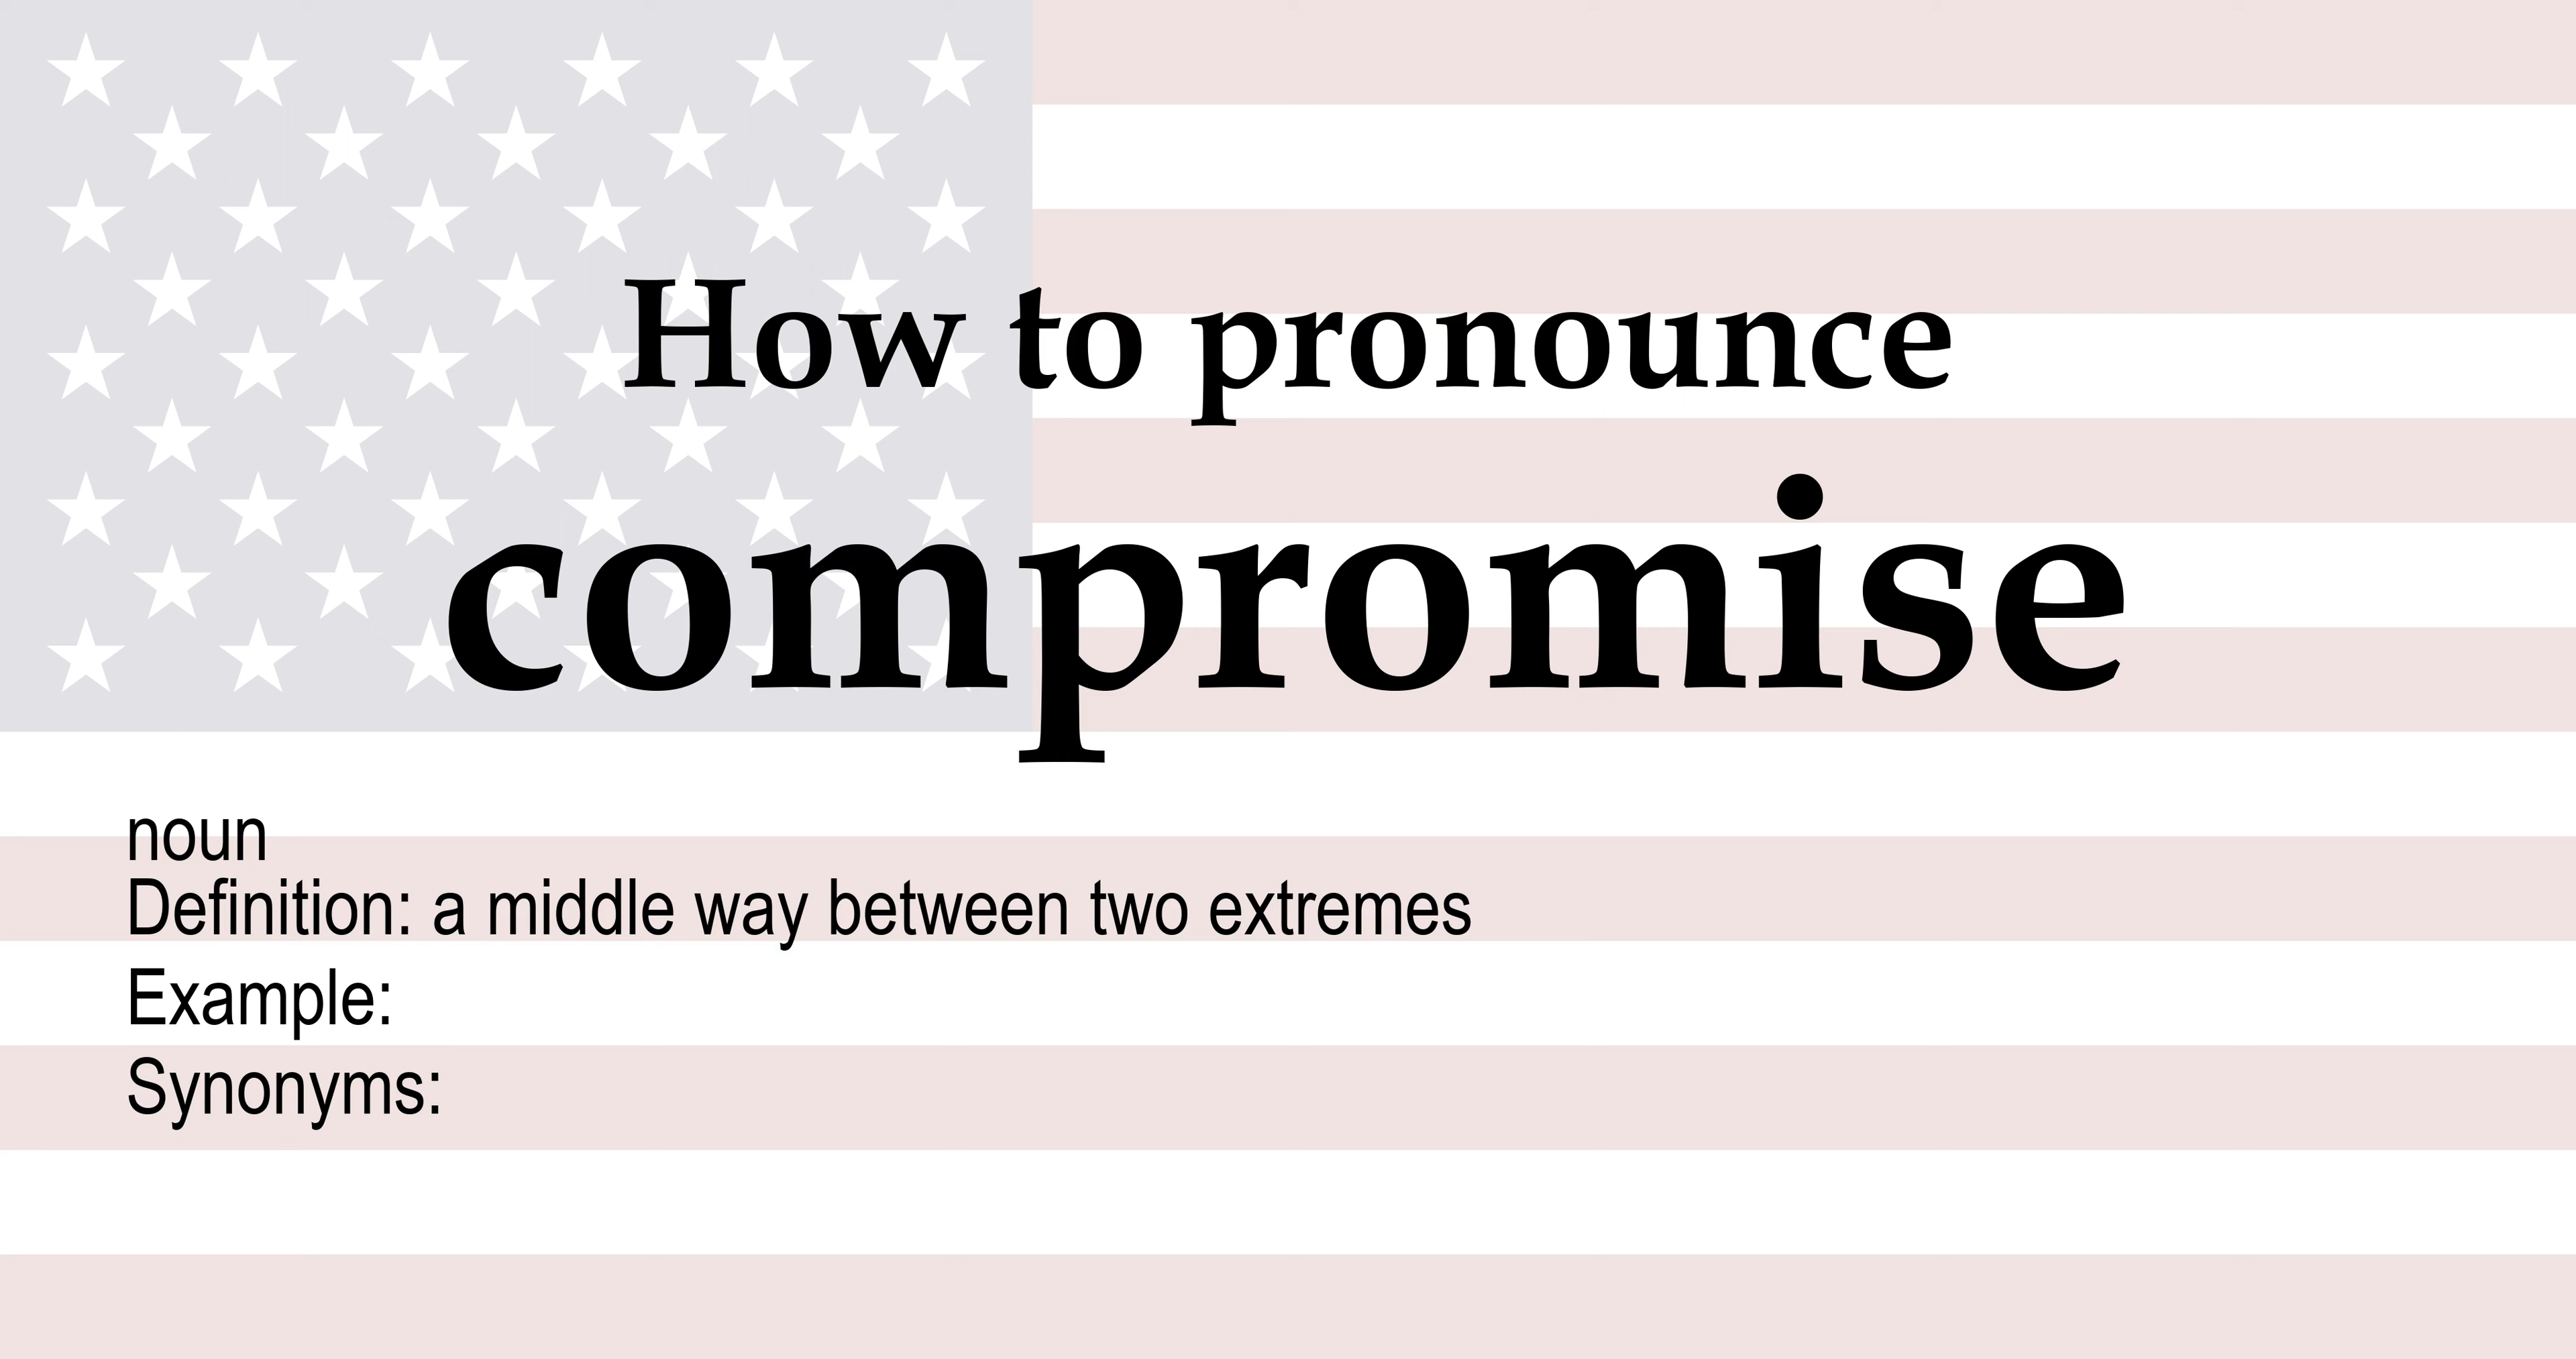 How to pronounce
compromise
noun
Definition: a middle way between two extremes
Example:
Synonyms: